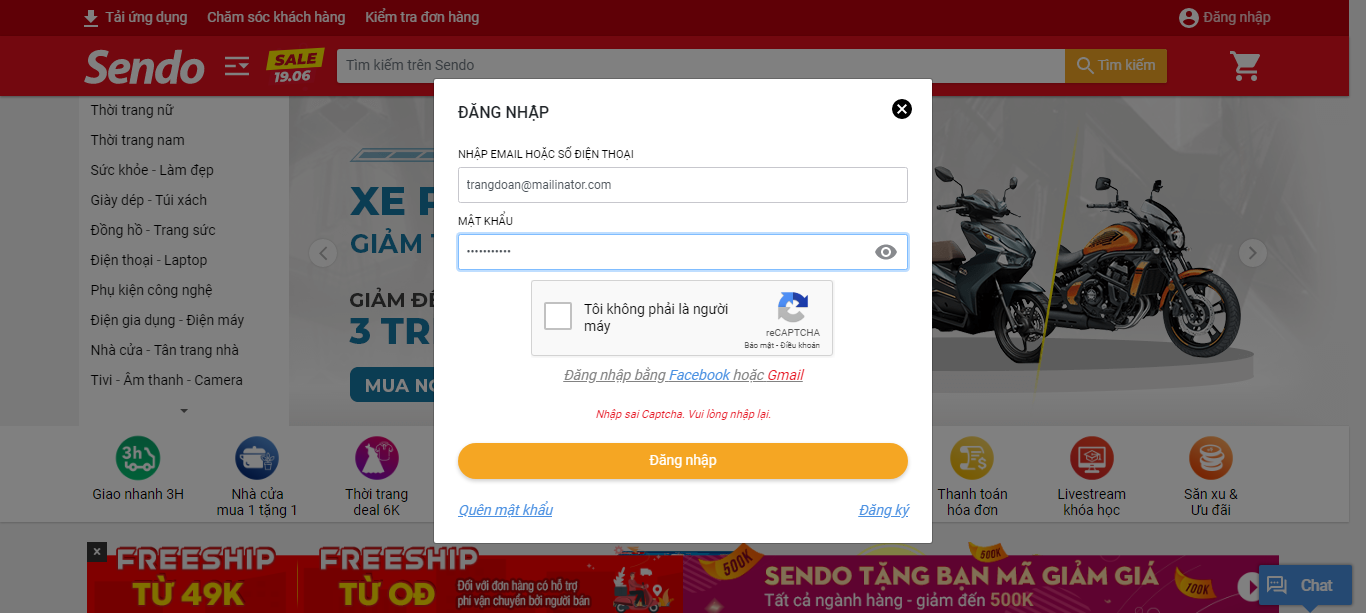 Tải ứng dụng Chăm sóc khách hàng Kiểm tra đơn hàng Đăng nhập
Sendo SALE 19.06 Tìm kiếm trên Sendo Tìm kiếm
Thời trang nữ
Thời trang nam
Sức khỏe - Làm đẹp
Giày dép - Túi xách
Đồng hồ - Trang sức
Điện thoại - Laptop
Phụ kiện công nghệ
Điện gia dụng - Điện máy
Nhà cửa - Tân trang nhà
Tivi - Âm thanh - Camera
XE
GIẢM
GIẢM
3 TR
MUA
ĐĂNG NHẬP
NHẬP EMAIL HOẶC SỐ ĐIỆN THOẠI
trangdoan@mailinator.com
MẬT KHẨU
•••••••••••
Tôi không phải là người
máy
reCAPTCHA
Bảo mật - Điều khoản
Đăng nhập bằng Facebook hoặc Gmail
Nhập sai Captcha. Vui lòng nhập lại.
Đăng nhập
Quên mật khẩu Đăng ký
3h
Giao nhanh 3H
Nhà cửa
mua 1 tặng 1
Thời trang
deal 6K
Thanh toán
hóa đơn
Livestream
khóa học
Săn xu &
Ưu đãi
FREESHIP
TỪ 49K
FREESHIP
TỪ 0Đ
Đối với đơn hàng có hỗ trợ
phí vận chuyển bởi người bán
500K
SENDO TẶNG BẠN MÃ GIẢM GIÁ
Tất cả ngành hàng - giảm đến 500K
500K
100K
Chat